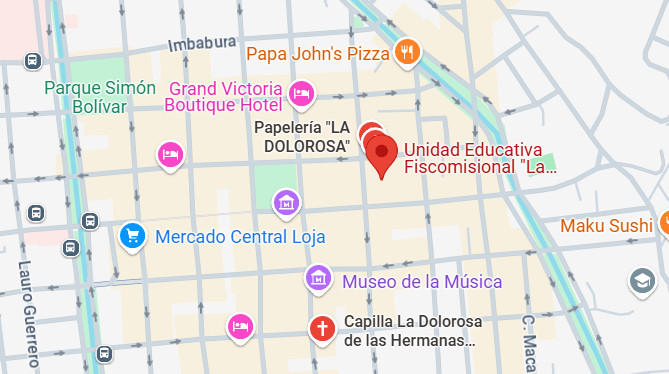 Imbabura
Papa John's Pizza
Parque Simón
Bolívar
Grand Victoria
Boutique Hotel
Papelería "LA
DOLOROSA"
Unidad Educativa
Fiscomisional "La...
Mercado Central Loja
Maku Sushi
Museo de la Música
Lauro Guerrero
Capilla La Dolorosa
de las Hermanas...
C. Maca